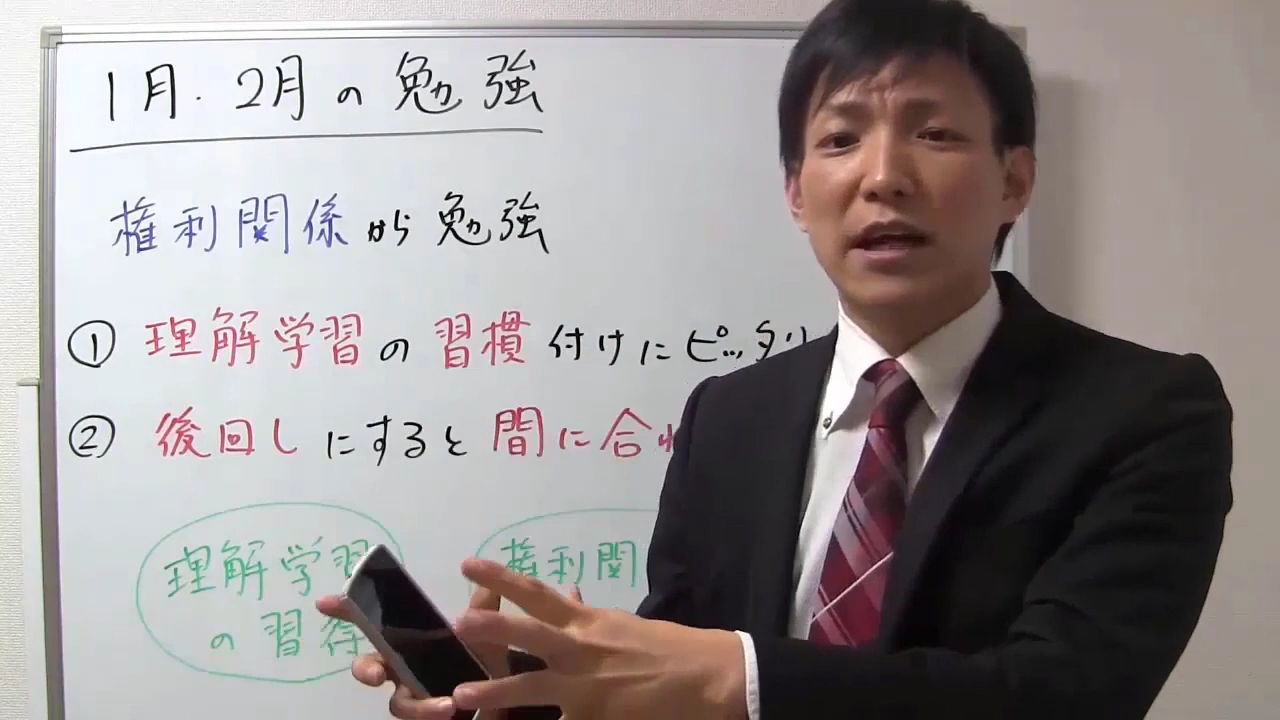 1月・2月の勉強
権利関係から勉強
① 理解学習の習慣付けにピッタリ
② 後回しにすると間に合わ
理解学習
の習得
権利関